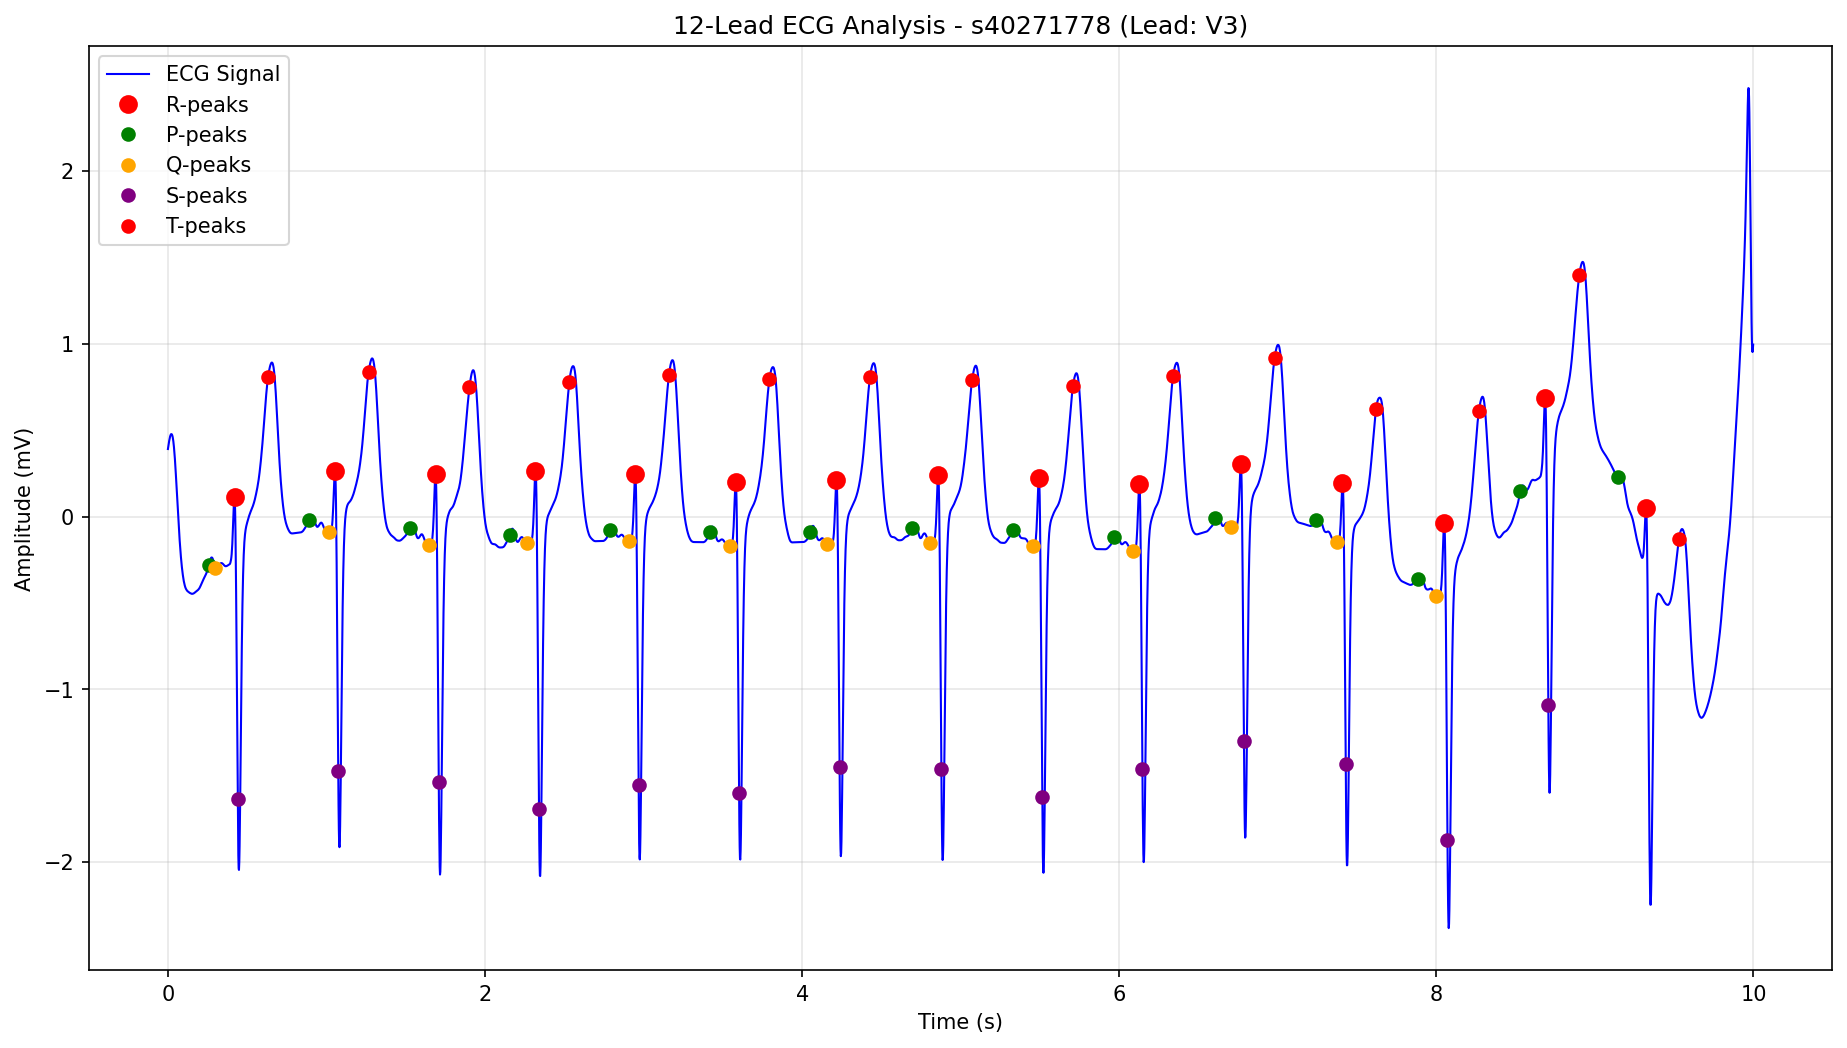 12-Lead ECG Analysis - s40271778 (Lead: V3)
ECG Signal
R-peaks
P-peaks
Q-peaks
S-peaks
T-peaks
Amplitude (mV)
2
1
0
−1
−2
0
2
4
6
8
10
Time (s)